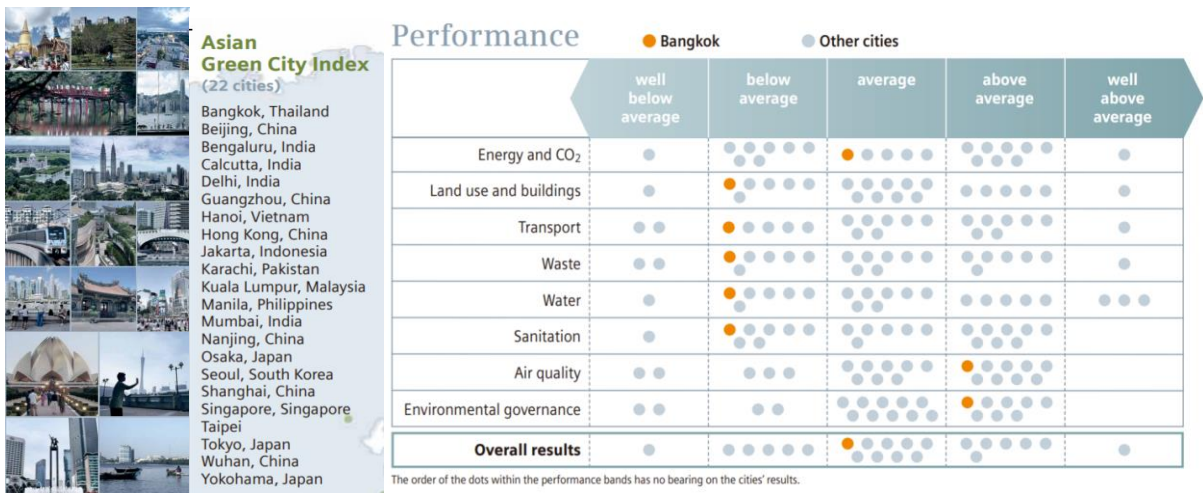 Asian
Green City Index
(22 cities)
Bangkok, Thailand
Beijing, China
Bengaluru, India
Calcutta, India
Delhi, India
Guangzhou, China
Hanoi, Vietnam
Hong Kong, China
Jakarta, Indonesia
Karachi, Pakistan
Kuala Lumpur, Malaysia
Manila, Philippines
Mumbai, India
Nanjing, China
Osaka, Japan
Seoul, South Korea
Shanghai, China
Singapore, Singapore
Taipei
Tokyo, Japan
Wuhan, China
Yokohama, Japan
Performance
Bangkok
Other cities
well
below
average
below
average
average
above
average
well
above
average
Energy and CO₂
Land use and buildings
Transport
Waste
Water
Sanitation
Air quality
Environmental governance
Overall results
The order of the dots within the performance bands has no bearing on the cities' results.